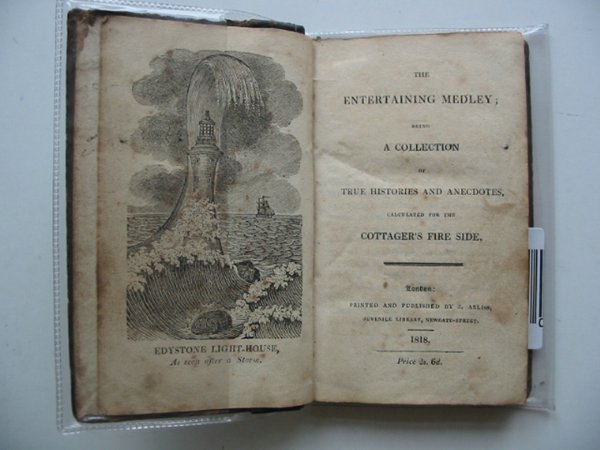 EDYSTONE LIGHT-HOUSE,
As seen after a Storm.
THE
ENTERTAINING MEDLEY;
BEING
A COLLECTION
OF
TRUE HISTORIES AND ANECDOTES,
CALCULATED FOR THE
COTTAGER'S FIRE SIDE.
London:
PRINTED AND PUBLISHED BY J. ARLISS,
JUVENILE LIBRARY, NEWGATE-STREET.
1818.
Price 2s. 6d.